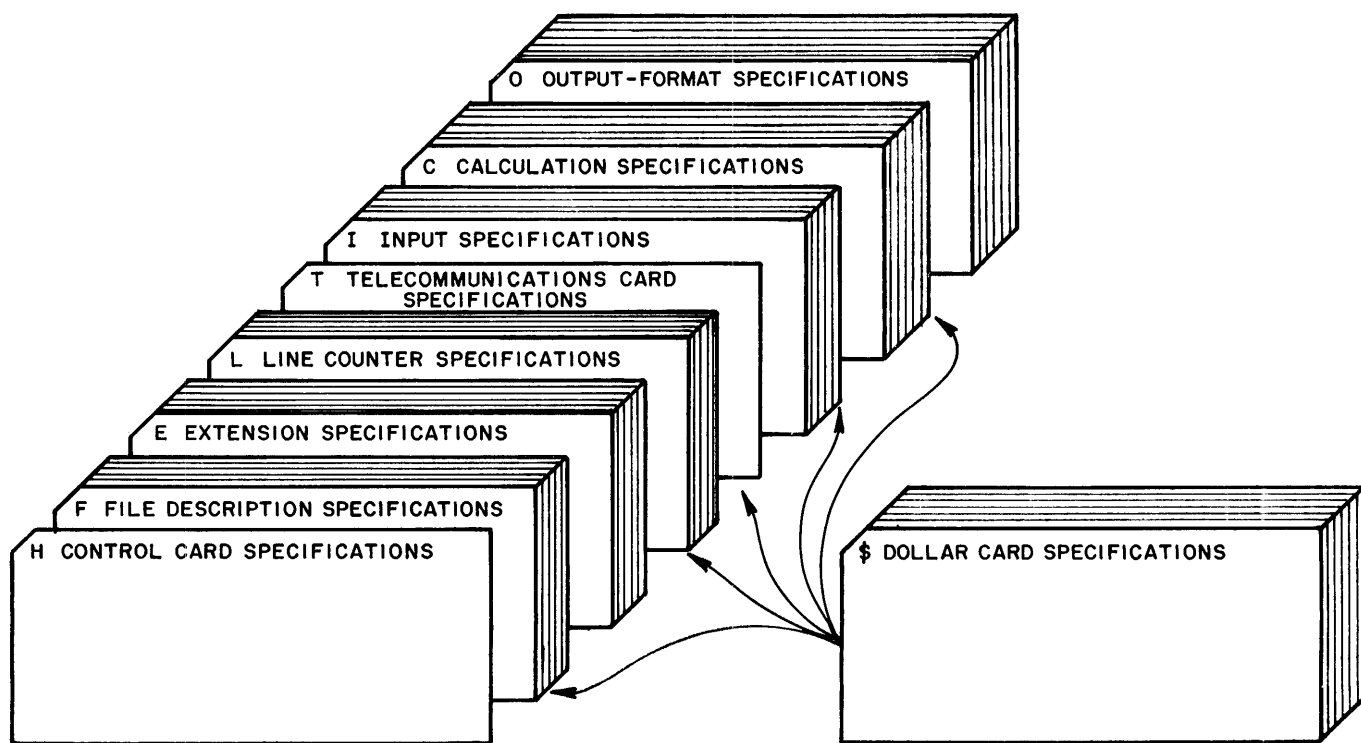 O OUTPUT-FORMAT SPECIFICATIONS
C CALCULATION SPECIFICATIONS
I INPUT SPECIFICATIONS
T TELECOMMUNICATIONS CARD
SPECIFICATIONS
L LINE COUNTER SPECIFICATIONS
E EXTENSION SPECIFICATIONS
F FILE DESCRIPTION SPECIFICATIONS
H CONTROL CARD SPECIFICATIONS
$ DOLLAR CARD SPECIFICATIONS